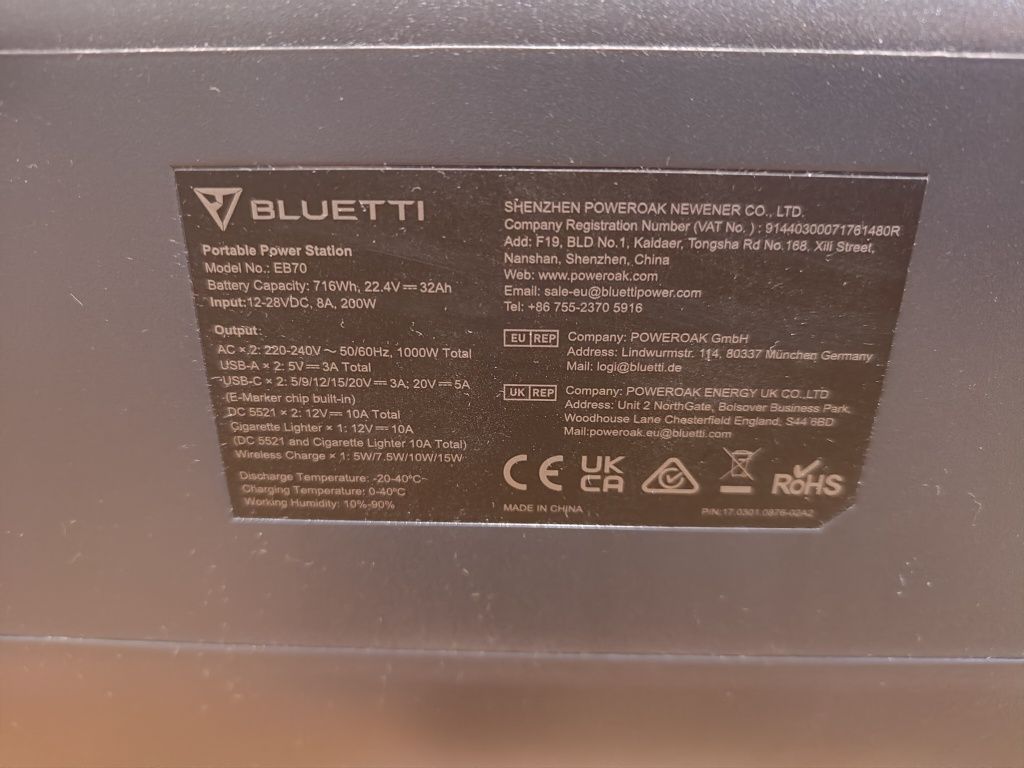 BLUETTI
Portable Power Station
Model No.: EB70
Battery Capacity: 716Wh, 22.4V⎓32Ah
Input:12-28VDC, 8A, 200W
Output:
AC × 2: 220-240V ~ 50/60Hz, 1000W Total
USB-A × 2: 5V⎓3A Total
USB-C × 2: 5/9/12/15/20V⎓3A; 20V⎓5A
(E-Marker chip built-in)
DC 5521 × 2: 12V⎓10A Total
Cigarette Lighter × 1: 12V⎓10A
(DC 5521 and Cigarette Lighter 10A Total)
Wireless Charge × 1: 5W/7.5W/10W/15W
Discharge Temperature: -20-40°C
Charging Temperature: 0-40°C
Working Humidity: 10%-90%
SHENZHEN POWEROAK NEWENER CO., LTD.
Company Registration Number (VAT No. ) : 91440300071761480R
Add: F19, BLD No.1, Kaidaer, Tongsha Rd No.168, Xili Street,
Nanshan, Shenzhen, China
Web: www.poweroak.com
Email: sale-eu@bluettipower.com
Tel: +86 755-2370 5916
EU REP
Company: POWEROAK GmbH
Address: Lindwurmstr. 114, 80337 München Germany
Mail: logi@bluetti.de
UK REP
Company: POWEROAK ENERGY UK CO.,LTD
Address: Unit 2 NorthGate, Bolsover Business Park,
Woodhouse Lane Chesterfield England, S44 6BD
Mail:poweroak.eu@bluetti.com
CE UK CA RoHS
MADE IN CHINA
P/N:17.0301.0876-02A2